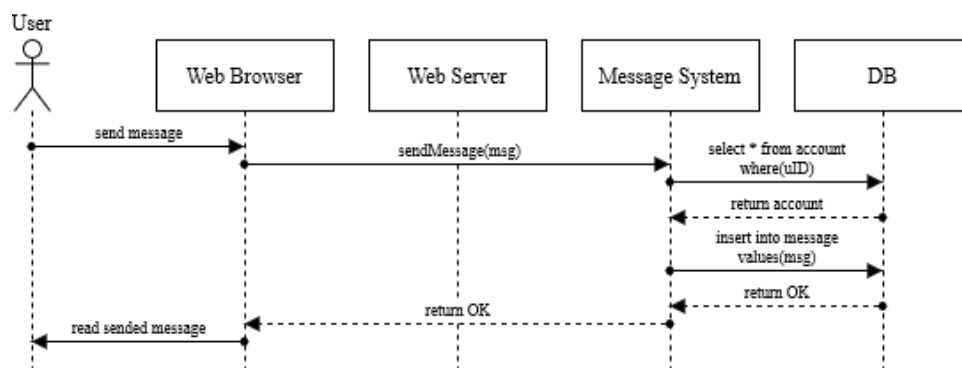 User
Web Browser
Web Server
Message System
DB
send message
sendMessage(msg)
select * from account
where(uID)
return account
insert into message
values(msg)
return OK
return OK
read sended message